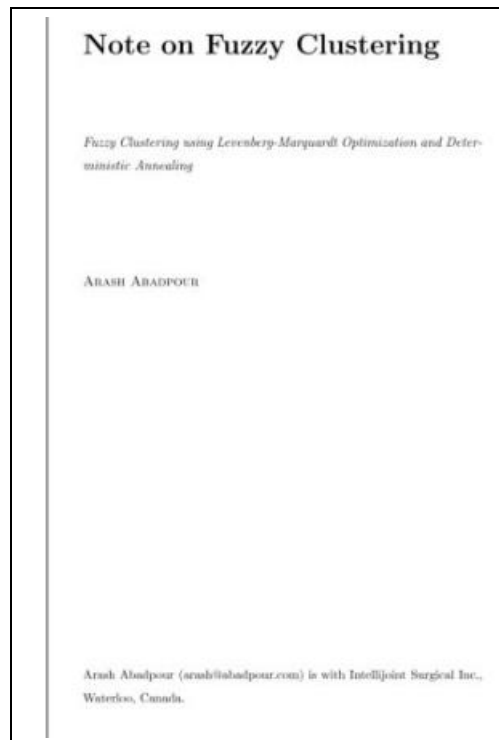 Note on Fuzzy Clustering
Fuzzy Clustering using Levenberg-Marquardt Optimization and Deter-
ministic Annealing
Arash Abadpour
Arash Abadpour (arash@abadpour.com) is with Intellijoint Surgical Inc.,
Waterloo, Canada.